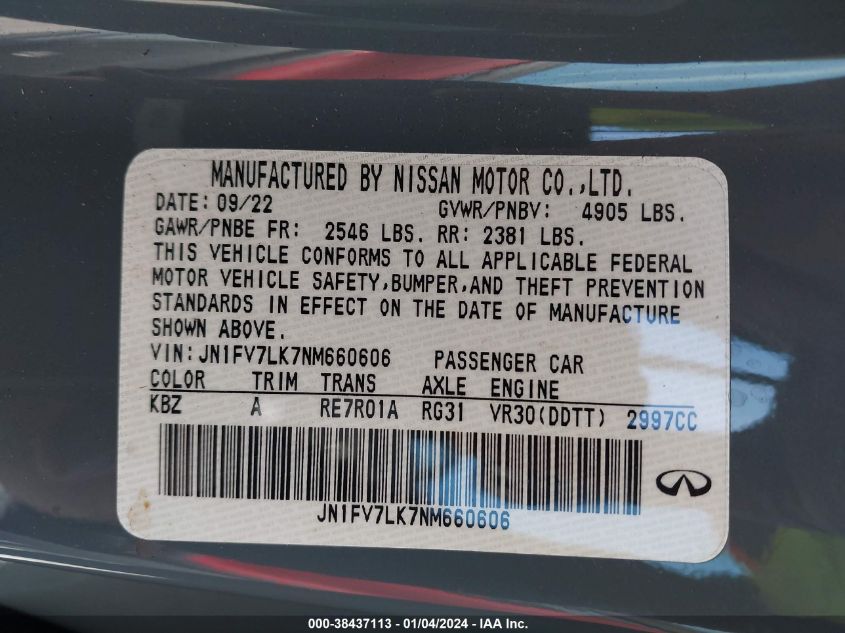 MANUFACTURED BY NISSAN MOTOR CO.,LTD.
DATE: 09/22 GVWR/PNBV: 4905 LBS.
GAWR/PNBE FR: 2546 LBS. RR: 2381 LBS.
THIS VEHICLE CONFORMS TO ALL APPLICABLE FEDERAL
MOTOR VEHICLE SAFETY,BUMPER,AND THEFT PREVENTION
STANDARDS IN EFFECT ON THE DATE OF MANUFACTURE
SHOWN ABOVE.
VIN:JN1FV7LK7NM660606 PASSENGER CAR
COLOR TRIM TRANS AXLE ENGINE
KBZ A RE7R01A RG31 VR30(DDTT) 2997CC
JN1FV7LK7NM660606
000-38437113 - 01/04/2024 - IAA Inc.